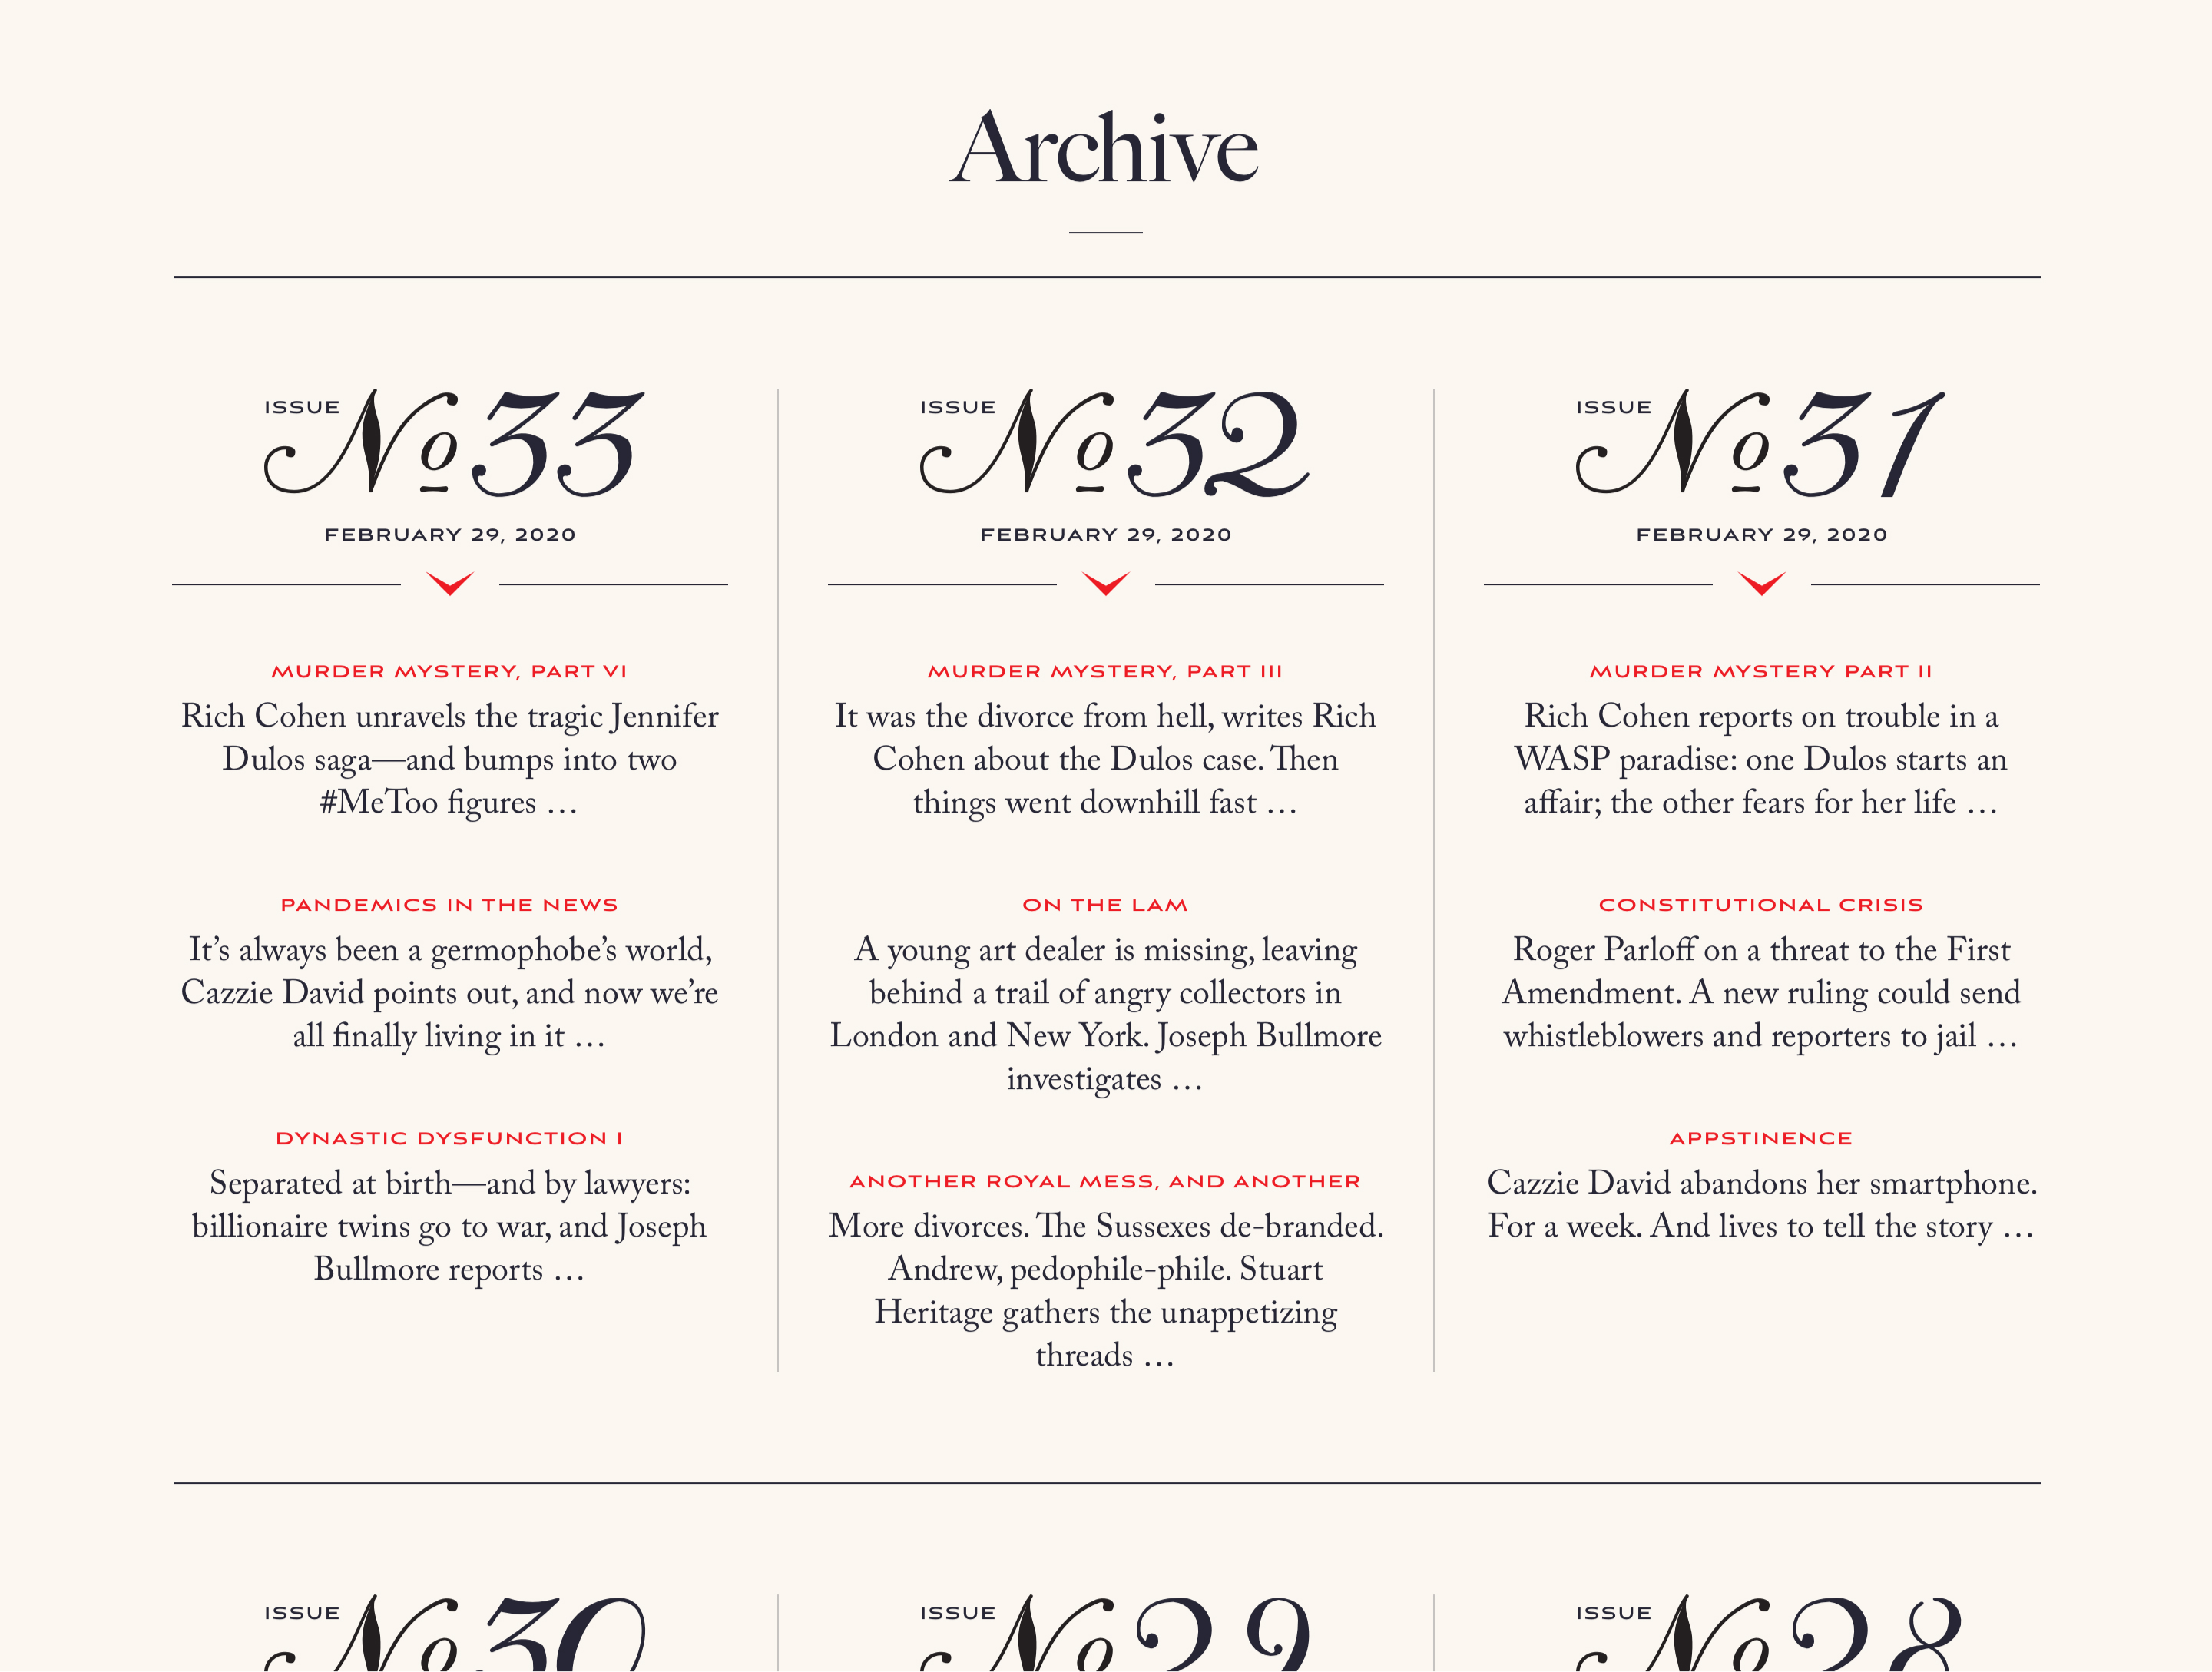 Archive
ISSUE No 33
FEBRUARY 29, 2020
MURDER MYSTERY, PART VI
Rich Cohen unravels the tragic Jennifer
Dulos saga—and bumps into two
#MeToo figures …
PANDEMICS IN THE NEWS
It’s always been a germophobe’s world,
Cazzie David points out, and now we’re
all finally living in it …
DYNASTIC DYSFUNCTION I
Separated at birth—and by lawyers:
billionaire twins go to war, and Joseph
Bullmore reports …
ISSUE No 32
FEBRUARY 29, 2020
MURDER MYSTERY, PART III
It was the divorce from hell, writes Rich
Cohen about the Dulos case. Then
things went downhill fast …
ON THE LAM
A young art dealer is missing, leaving
behind a trail of angry collectors in
London and New York. Joseph Bullmore
investigates …
ANOTHER ROYAL MESS, AND ANOTHER
More divorces. The Sussexes de-branded.
Andrew, pedophile-phile. Stuart
Heritage gathers the unappetizing
threads …
ISSUE No 31
FEBRUARY 29, 2020
MURDER MYSTERY PART II
Rich Cohen reports on trouble in a
WASP paradise: one Dulos starts an
affair; the other fears for her life …
CONSTITUTIONAL CRISIS
Roger Parloff on a threat to the First
Amendment. A new ruling could send
whistleblowers and reporters to jail …
APPSTINENCE
Cazzie David abandons her smartphone.
For a week. And lives to tell the story …
ISSUE No 30
ISSUE No 29
ISSUE No 28